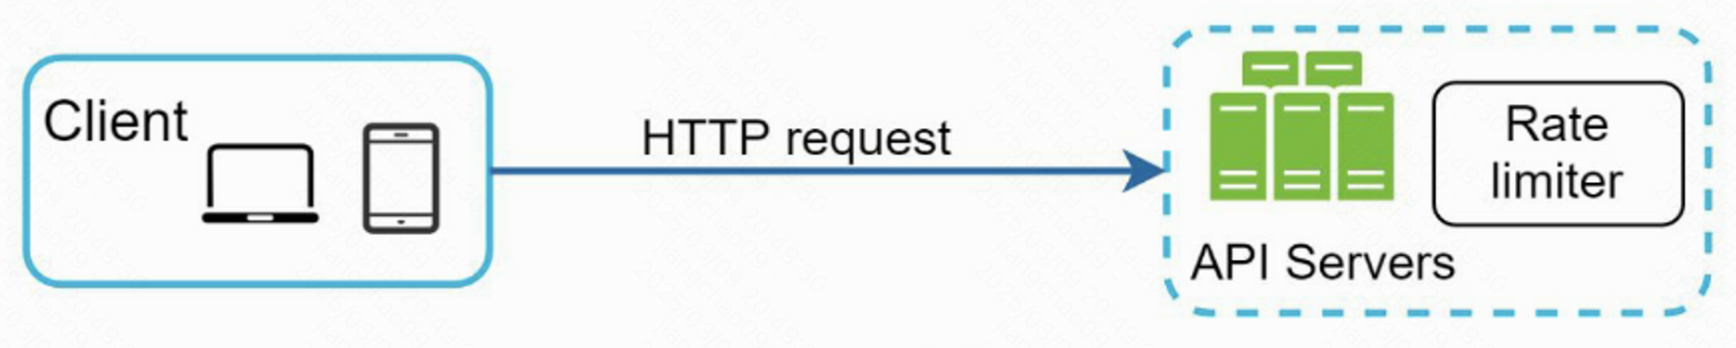 Client
HTTP request
Rate
limiter
API Servers